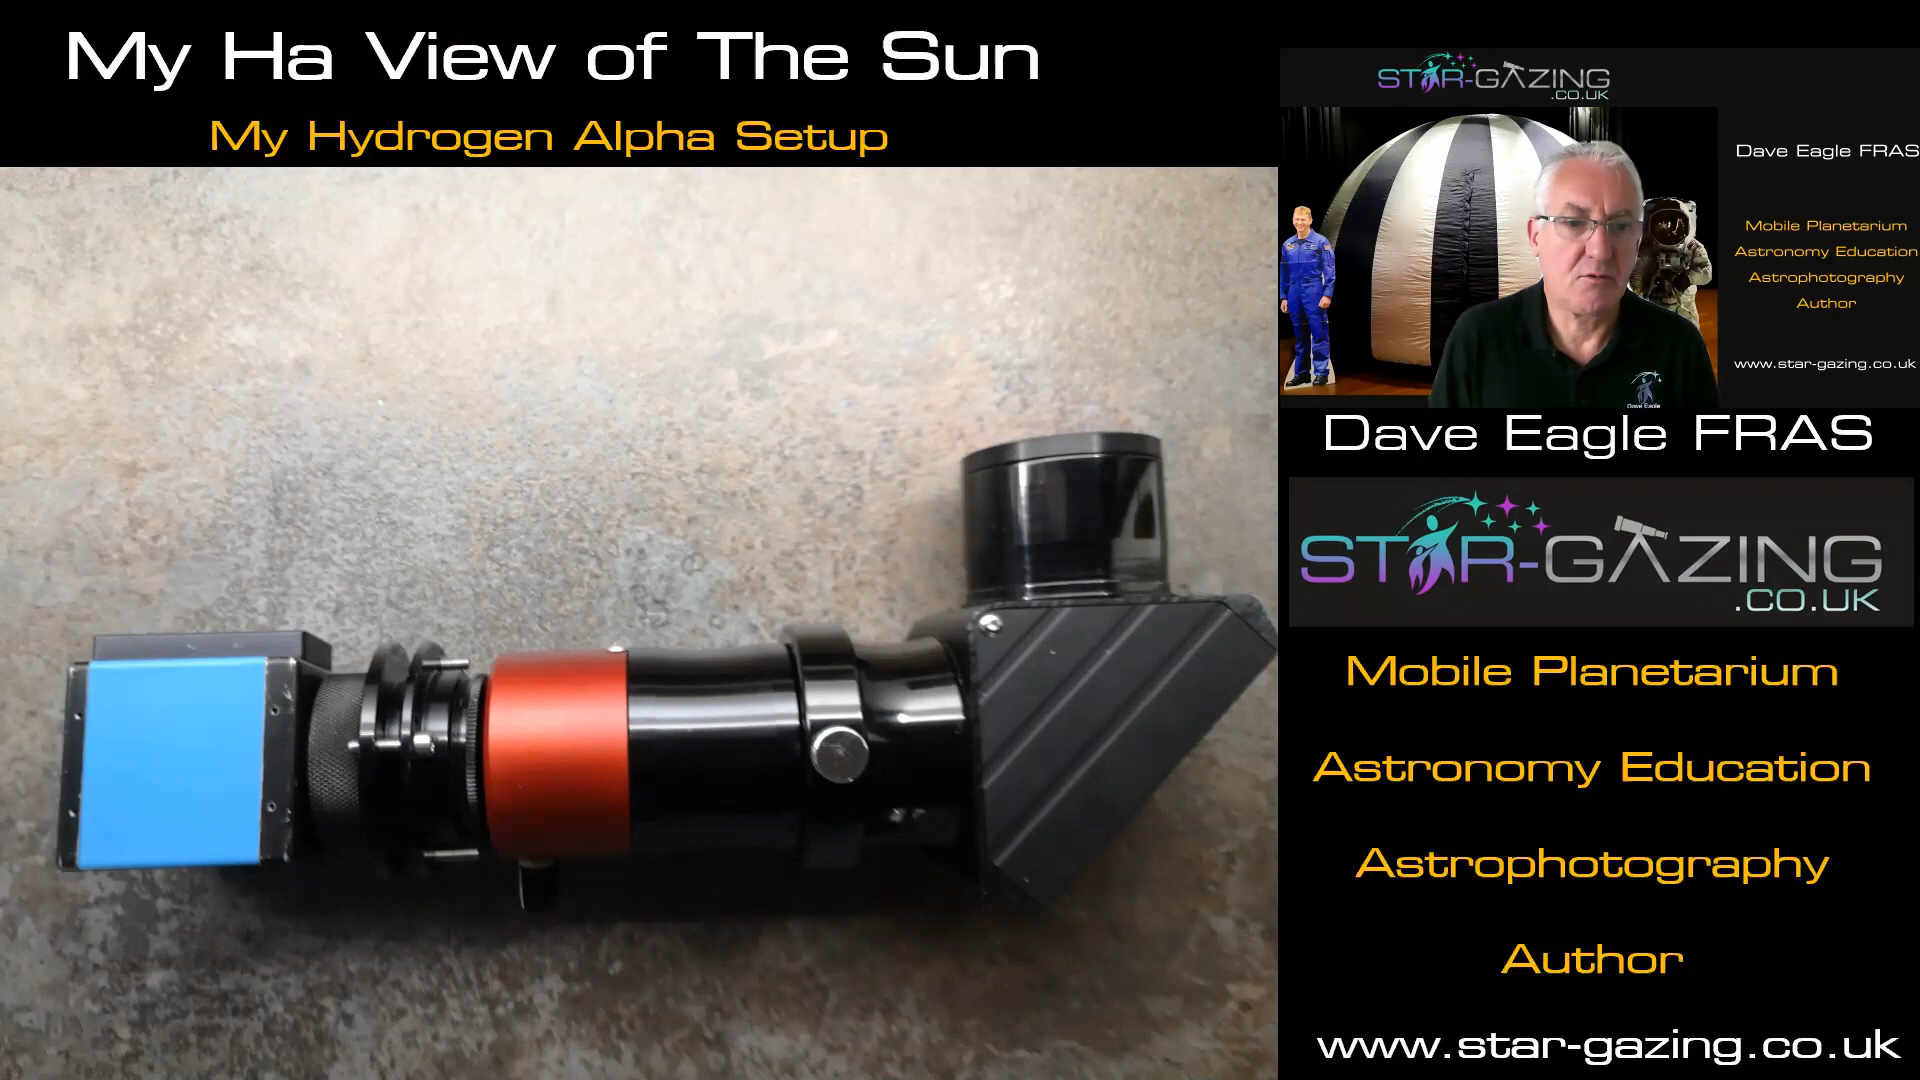 My Ha View of The Sun
My Hydrogen Alpha Setup
STAR-GAZING
.CO.UK
Dave Eagle FRAS
Mobile Planetarium
Astronomy Education
Astrophotography
Author
www.star-gazing.co.uk
Dave Eagle
Dave Eagle FRAS
STAR-GAZING
.CO.UK
Mobile Planetarium
Astronomy Education
Astrophotography
Author
www.star-gazing.co.uk